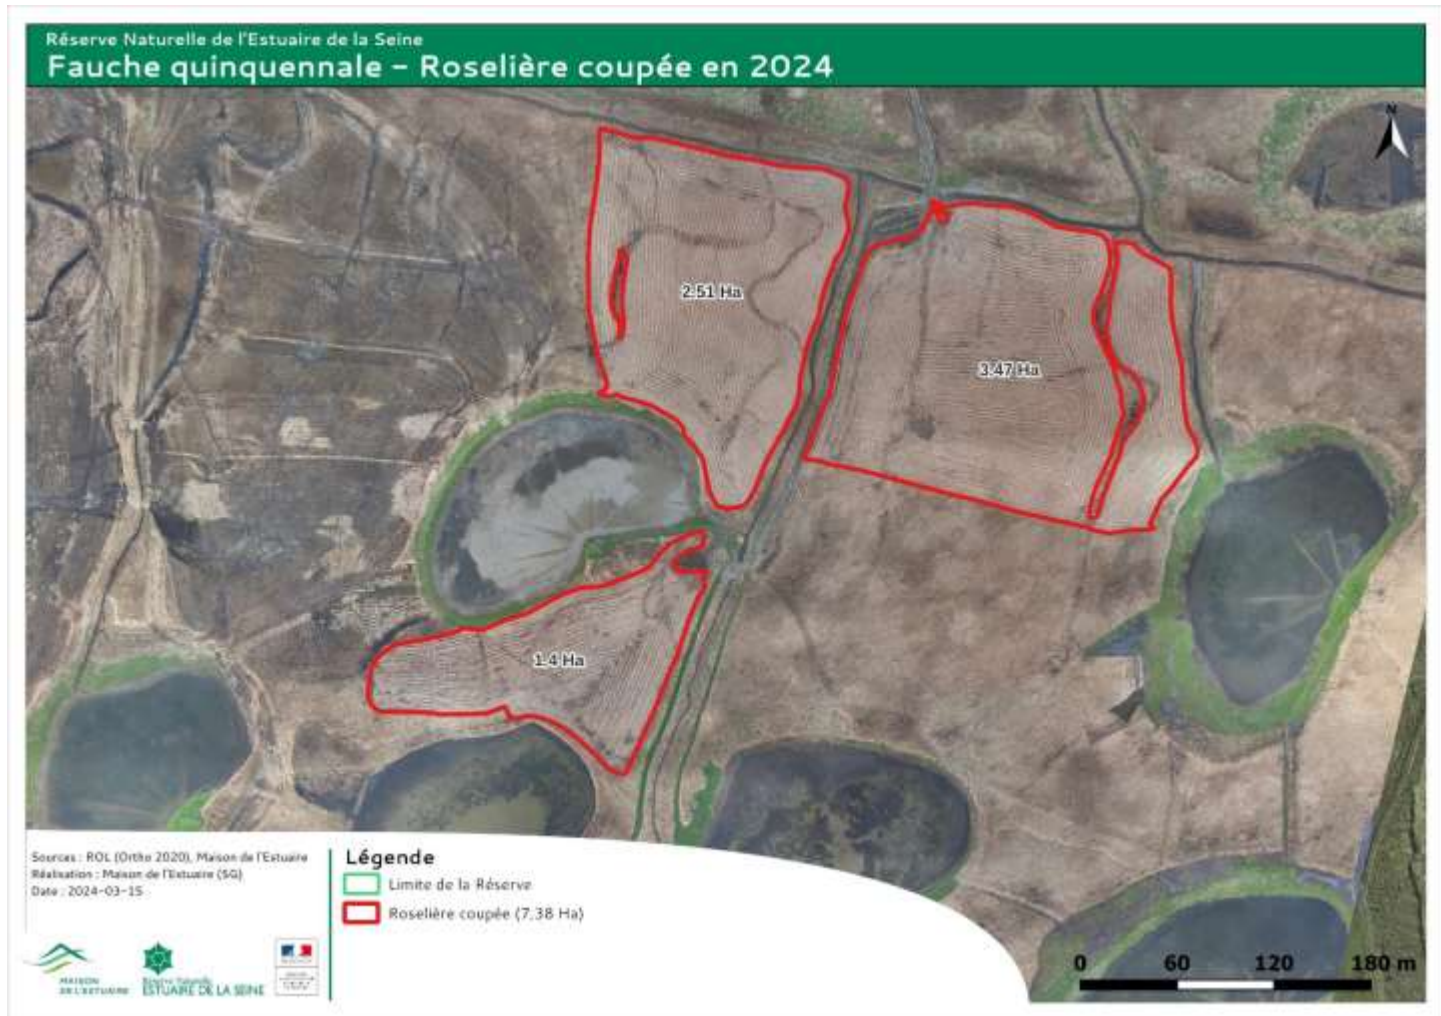 Réserve Naturelle de l'Estuaire de la Seine
Fauche quinquennale - Roselière coupée en 2024
N
2.51 Ha
3.47 Ha
1.4 Ha
Sources : ROL (Ortho 2020), Maison de l'Estuaire
Réalisation : Maison de l'Estuaire (SG)
Date : 2024-03-15
Légende
Limite de la Réserve
Roselière coupée (7,38 Ha)
MAISON
DE L'ESTUAIRE
Réserve Naturelle
ESTUAIRE DE LA SEINE
0 60 120 180 m